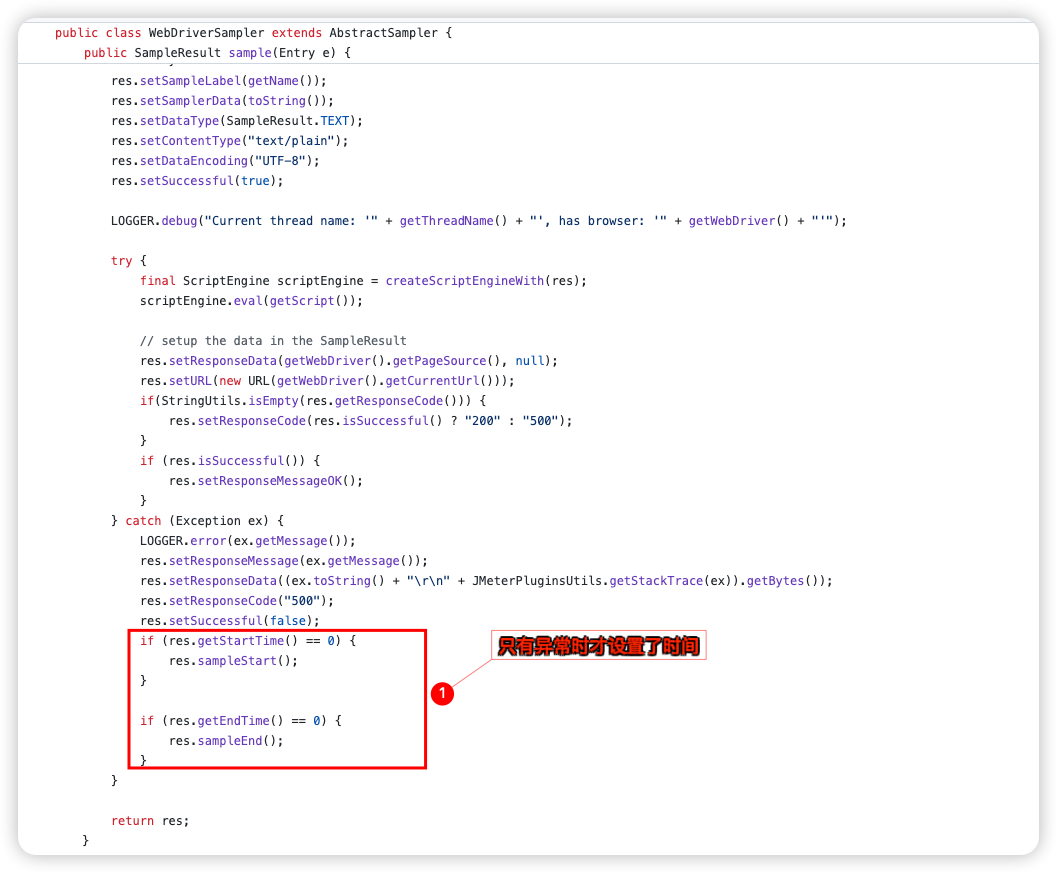 public class WebDriverSampler extends AbstractSampler {
public SampleResult sample(Entry e) {
res.setSampleLabel(getName());
res.setSamplerData(toString());
res.setDataType(SampleResult.TEXT);
res.setContentType("text/plain");
res.setDataEncoding("UTF-8");
res.setSuccessful(true);
LOGGER.debug("Current thread name: '" + getThreadName() + "', has browser: '" + getWebDriver() + "'");
try {
final ScriptEngine scriptEngine = createScriptEngineWith(res);
scriptEngine.eval(getScript());
// setup the data in the SampleResult
res.setResponseData(getWebDriver().getPageSource(), null);
res.setURL(new URL(getWebDriver().getCurrentUrl()));
if(StringUtils.isEmpty(res.getResponseCode())) {
res.setResponseCode(res.isSuccessful() ? "200" : "500");
}
if (res.isSuccessful()) {
res.setResponseMessageOK();
}
} catch (Exception ex) {
LOGGER.error(ex.getMessage());
res.setResponseMessage(ex.getMessage());
res.setResponseData((ex.toString() + "\r\n" + JMeterPluginsUtils.getStackTrace(ex)).getBytes());
res.setResponseCode("500");
res.setSuccessful(false);
if (res.getStartTime() == 0) {
只有异常时才设置了时间
res.sampleStart();
}
1
if (res.getEndTime() == 0) {
res.sampleEnd();
}
}
return res;
}